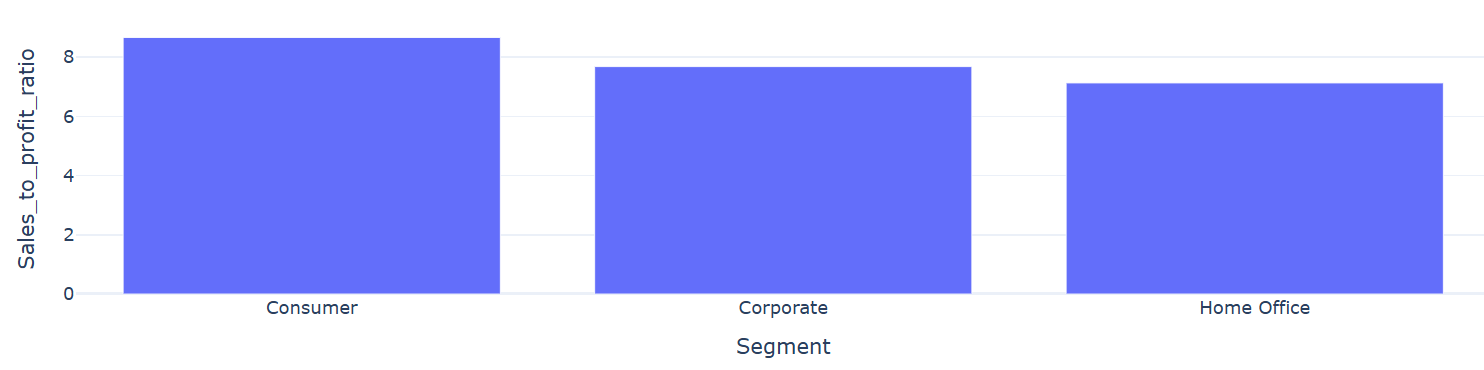 Sales_to_profit_ratio
8
6
4
2
0
Consumer
Corporate
Home Office
Segment